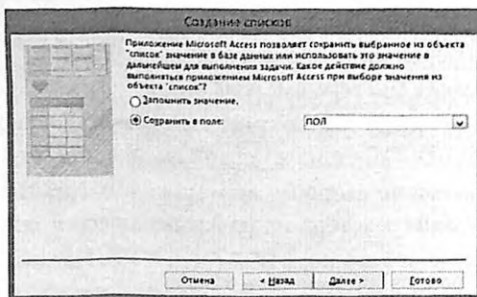 Создание списков
Приложение Microsoft Access позволяет сохранить выбранное из объекта
"список" значение в базе данных или использовать это значение в
дальнейшем для выполнения задачи. Какое действие должно
выполняться приложением Microsoft Access при выборе значения из
объекта "список"?
Запомнить значение.
Сохранить в поле:
ПОЛ
Отмена
< Назад
Далее >
Готово